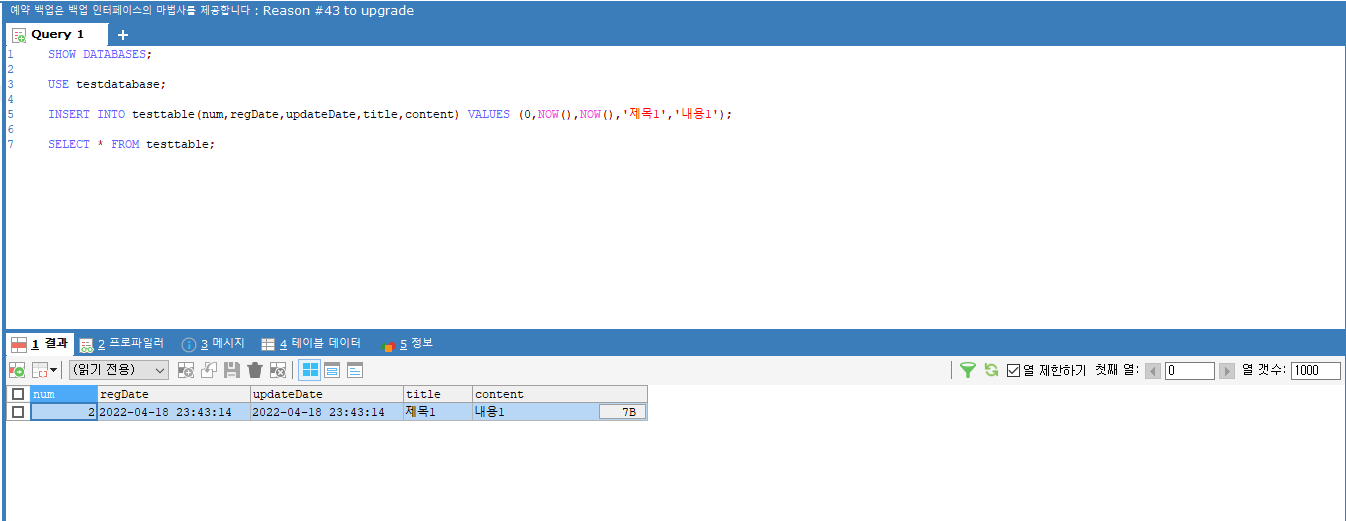 예약 백업은 백업 인터페이스의 마법사를 제공합니다 : Reason #43 to upgrade
Query 1 +
1 SHOW DATABASES;
2
3 USE testdatabase;
4
5 INSERT INTO testtable(num,regDate,updateDate,title,content) VALUES (0,NOW(),NOW(),'제목1','내용1');
6
7 SELECT * FROM testtable;
1 결과 2 프로파일러 3 메시지 4 테이블 데이터 5 정보
(읽기 전용) 열 제한하기 첫째 열: 0 열 갯수: 1000
num regDate updateDate title content
2 2022-04-18 23:43:14 2022-04-18 23:43:14 제목1 내용1 7B